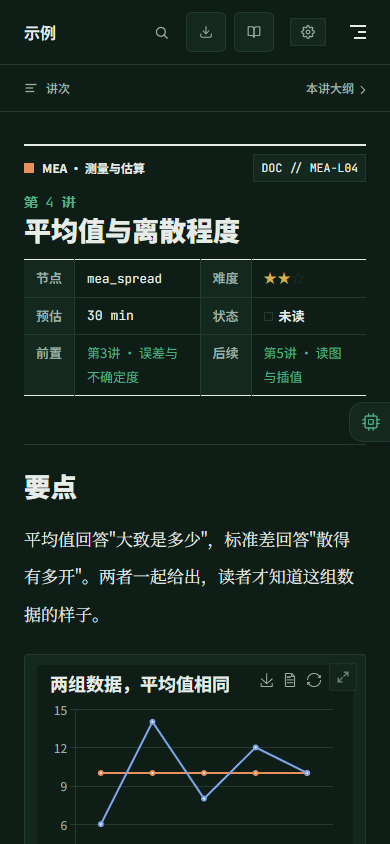 示例
讲次
本讲大纲
MEA • 测量与估算
DOC // MEA-L04
第 4 讲
平均值与离散程度
节点 mea_spread 难度 ★★☆
预估 30 min 状态 □ 未读
前置 第3讲 • 误差与 后续 第5讲 • 读图
不确定度 与插值
要点
平均值回答"大致是多少"，标准差回答"散得
有多开"。两者一起给出，读者才知道这组数
据的样子。
两组数据，平均值相同
15
12
9
6